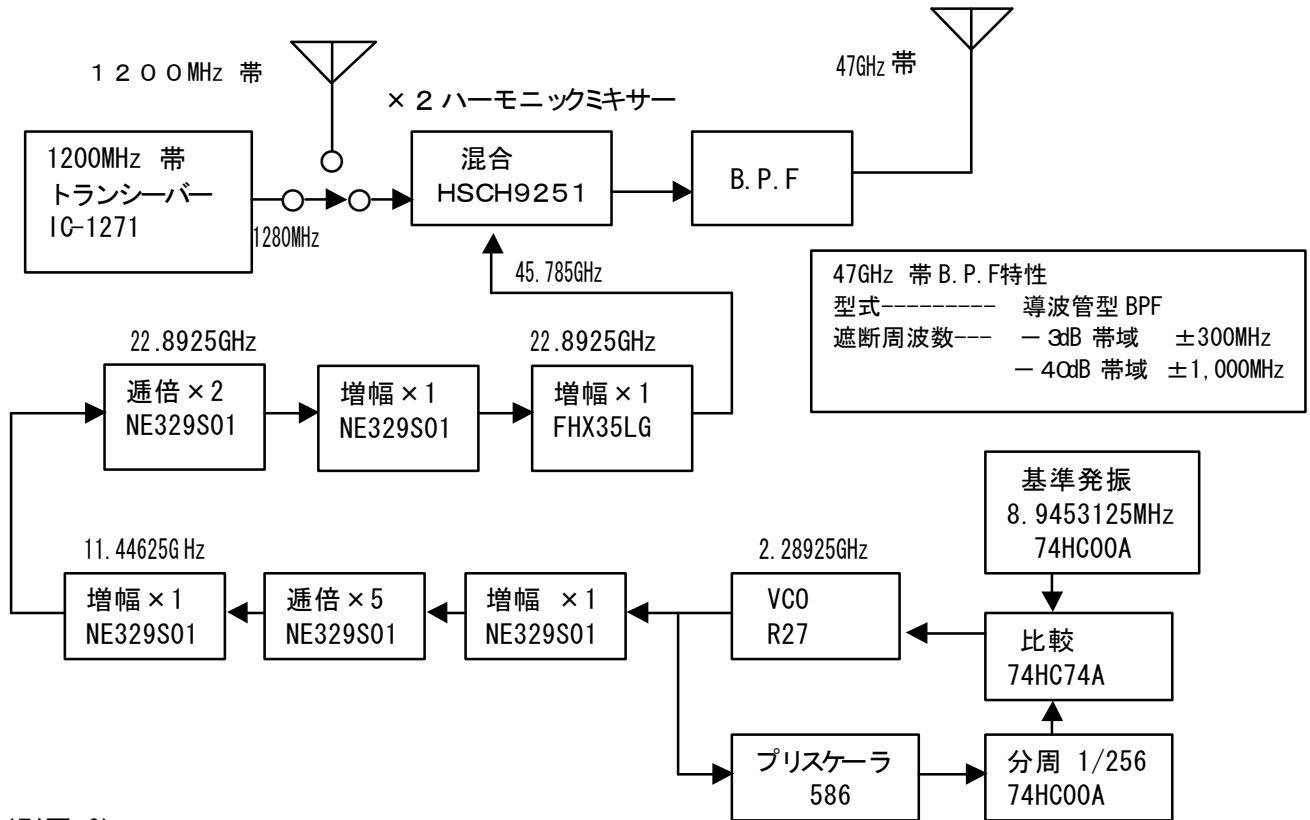 1200MHz 帯
×2 ハーモニックミキサー
47GHz 帯
1200MHz 帯
トランシーバー
IC-1271
1280MHz
混合
HSCH9251
B.P.F
45.785GHz
47GHz 帯 B.P.F特性
型式--------- 導波管型 BPF
遮断周波数--- -3dB 帯域 ±300MHz
-40dB 帯域 ±1,000MHz
22.8925GHz
22.8925GHz
逓倍×2
NE329S01
増幅×1
NE329S01
増幅×1
FHX35LG
基準発振
8.9453125MHz
74HC00A
11.44625GHz
2.28925GHz
増幅×1
NE329S01
逓倍×5
NE329S01
増幅 ×1
NE329S01
VCO
R27
比較
74HC74A
プリスケーラ
586
分周 1/256
74HC00A